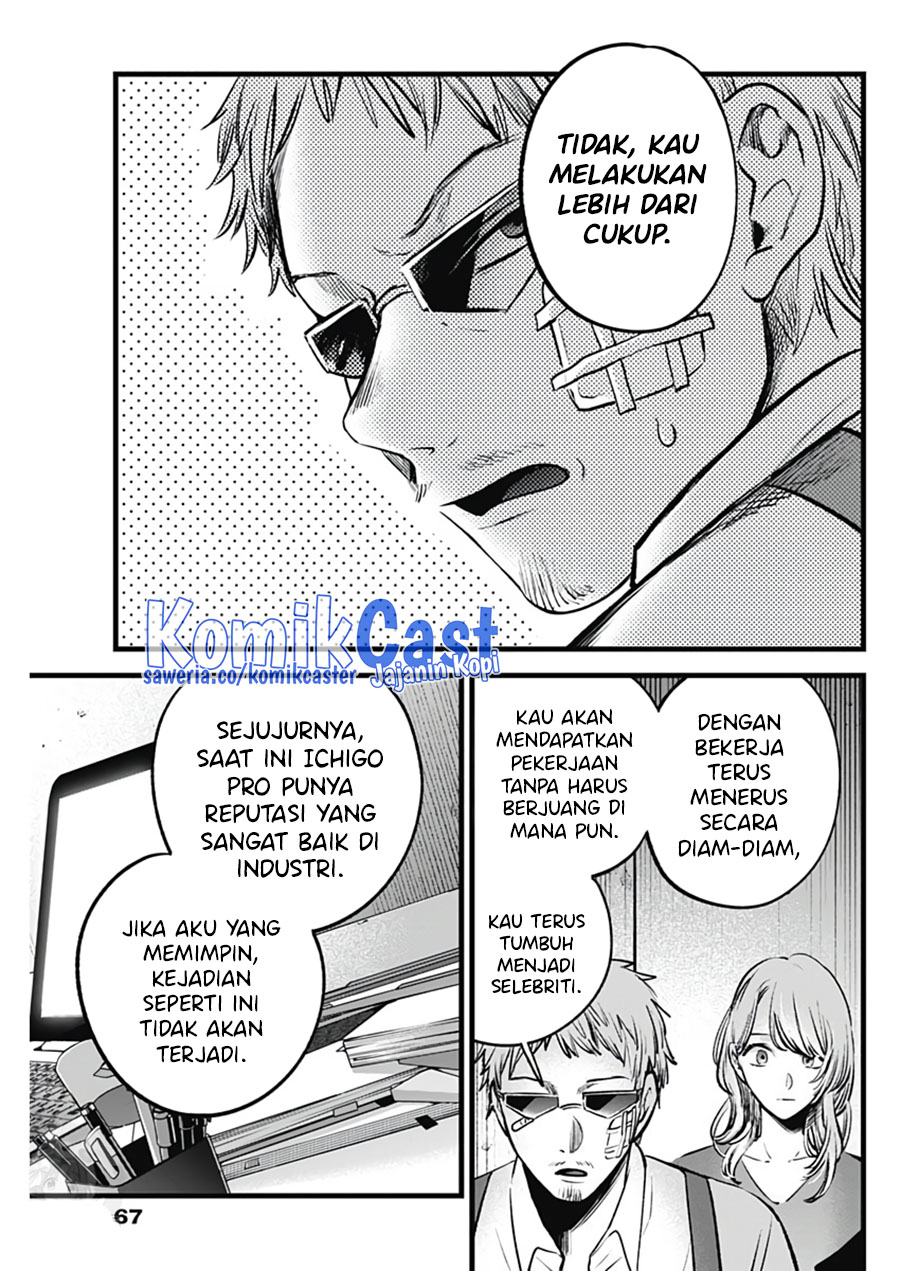 TIDAK, KAU
MELAKUKAN
LEBIH DARI
CUKUP.
KomikCast
saweria.co/komikcaster
Jajanin Kopi
DENGAN
BEKERJA
TERUS
MENERUS
SECARA
DIAM-DIAM,
KAU AKAN
MENDAPATKAN
PEKERJAAN
TANPA HARUS
BERJUANG DI
MANA PUN.
KAU TERUS
TUMBUH
MENJADI
SELEBRITI.
SEJUJURNYA,
SAAT INI ICHIGO
PRO PUNYA
REPUTASI YANG
SANGAT BAIK DI
INDUSTRI.
JIKA AKU YANG
MEMIMPIN,
KEJADIAN
SEPERTI INI
TIDAK AKAN
TERJADI.
67